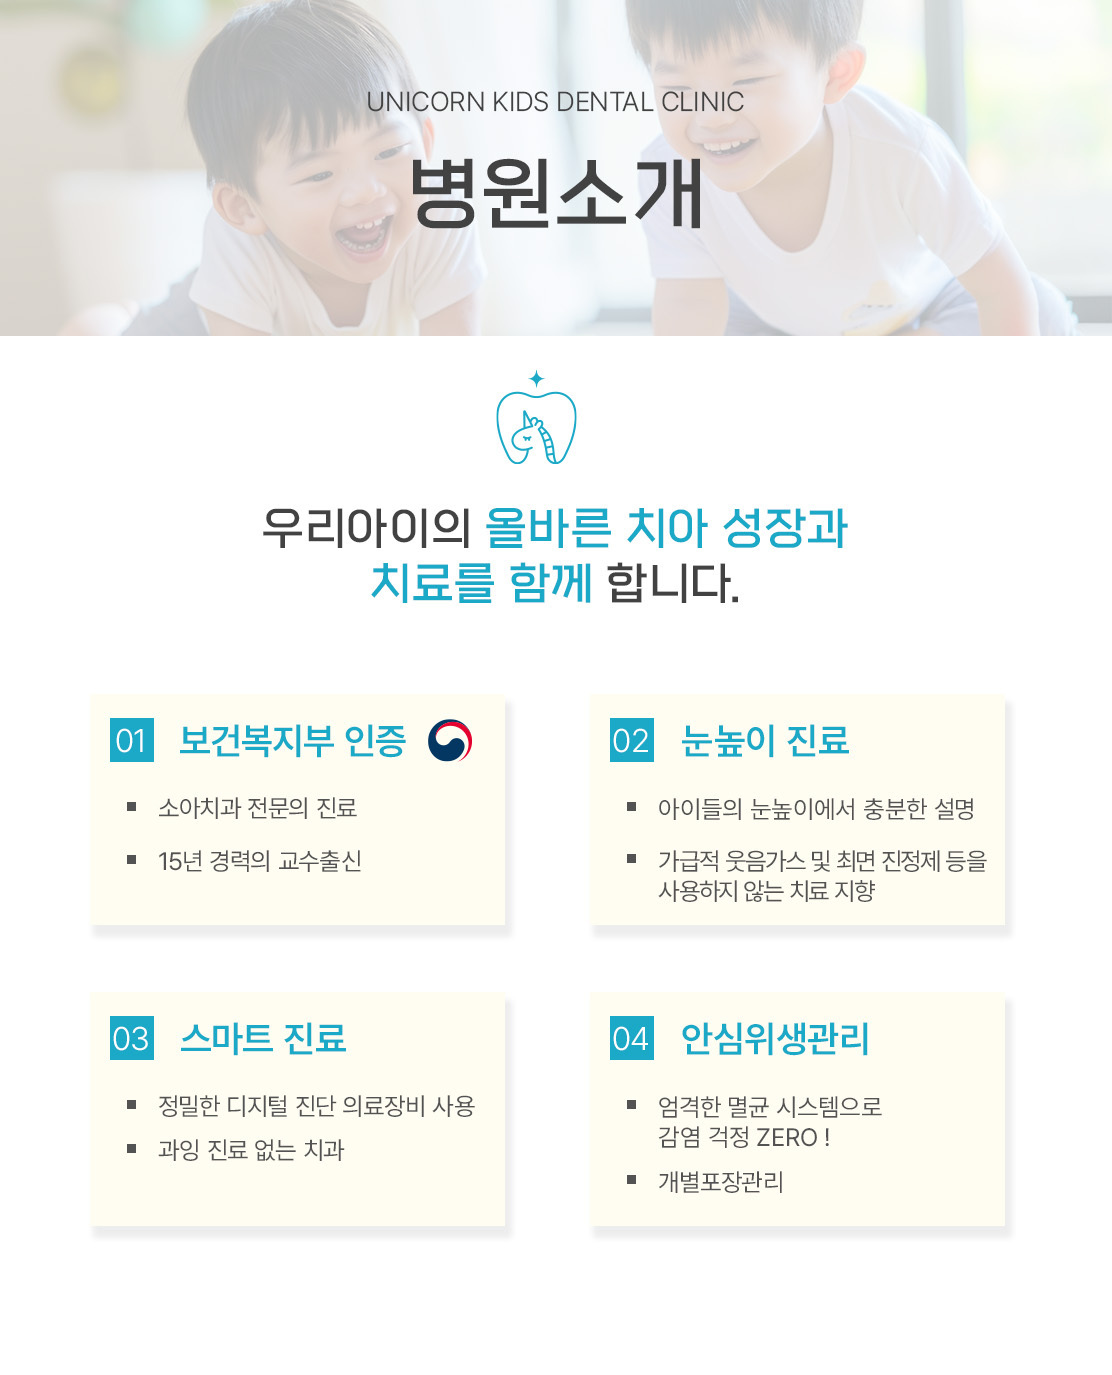 UNICORN KIDS DENTAL CLINIC
병원소개
우리아이의 올바른 치아 성장과
치료를 함께 합니다.
01 보건복지부 인증
▪ 소아치과 전문의 진료
▪ 15년 경력의 교수출신
02 눈높이 진료
▪ 아이들의 눈높이에서 충분한 설명
▪ 가급적 웃음가스 및 최면 진정제 등을
사용하지 않는 치료 지향
03 스마트 진료
▪ 정밀한 디지털 진단 의료장비 사용
▪ 과잉 진료 없는 치과
04 안심위생관리
▪ 엄격한 멸균 시스템으로
감염 걱정 ZERO !
▪ 개별포장관리